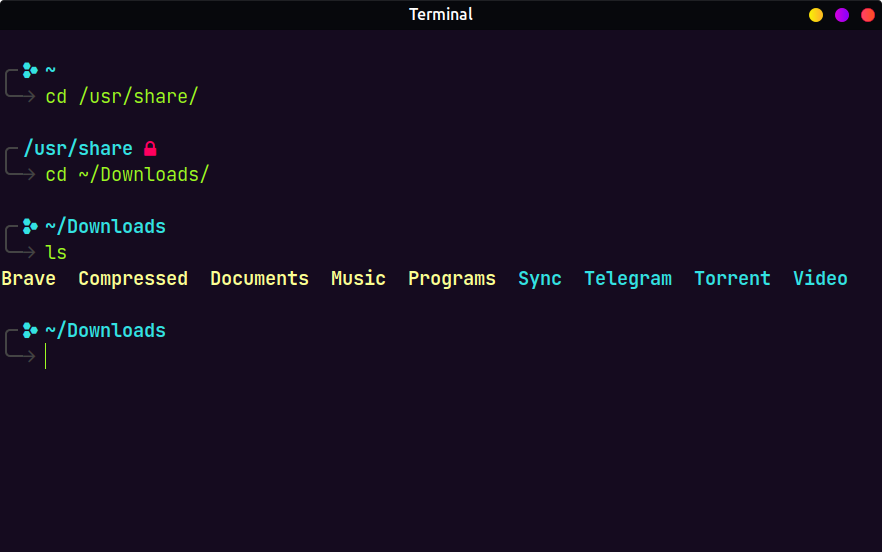 Terminal
~
cd /usr/share/
/usr/share
cd ~/Downloads/
~/Downloads
ls
Brave  Compressed  Documents  Music  Programs  Sync  Telegram  Torrent  Video
~/Downloads